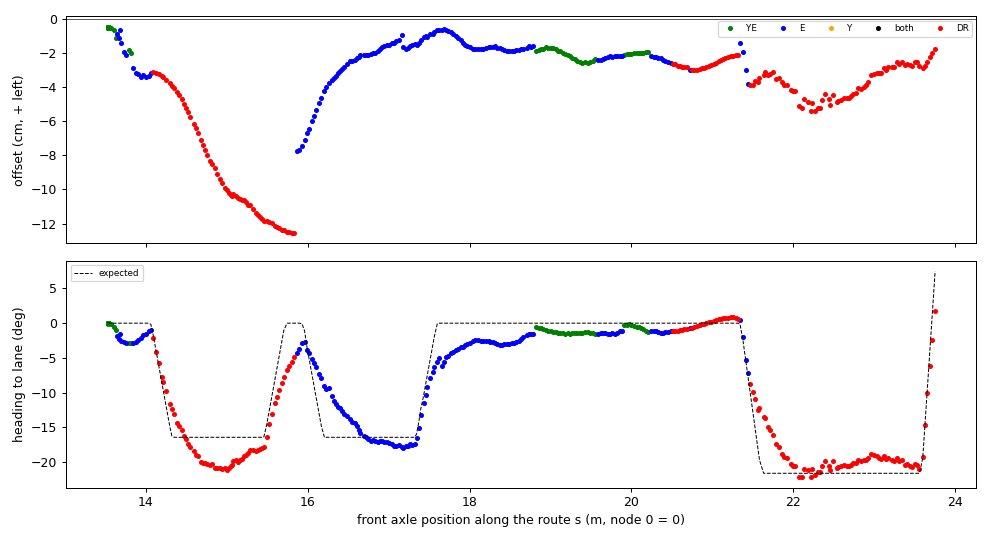 0
−2
−4
−6
−8
−10
−12
offset (cm, + left)
YE E Y both DR
expected
5
0
−5
−10
−15
−20
heading to lane (deg)
14 16 18 20 22 24
front axle position along the route s (m, node 0 = 0)